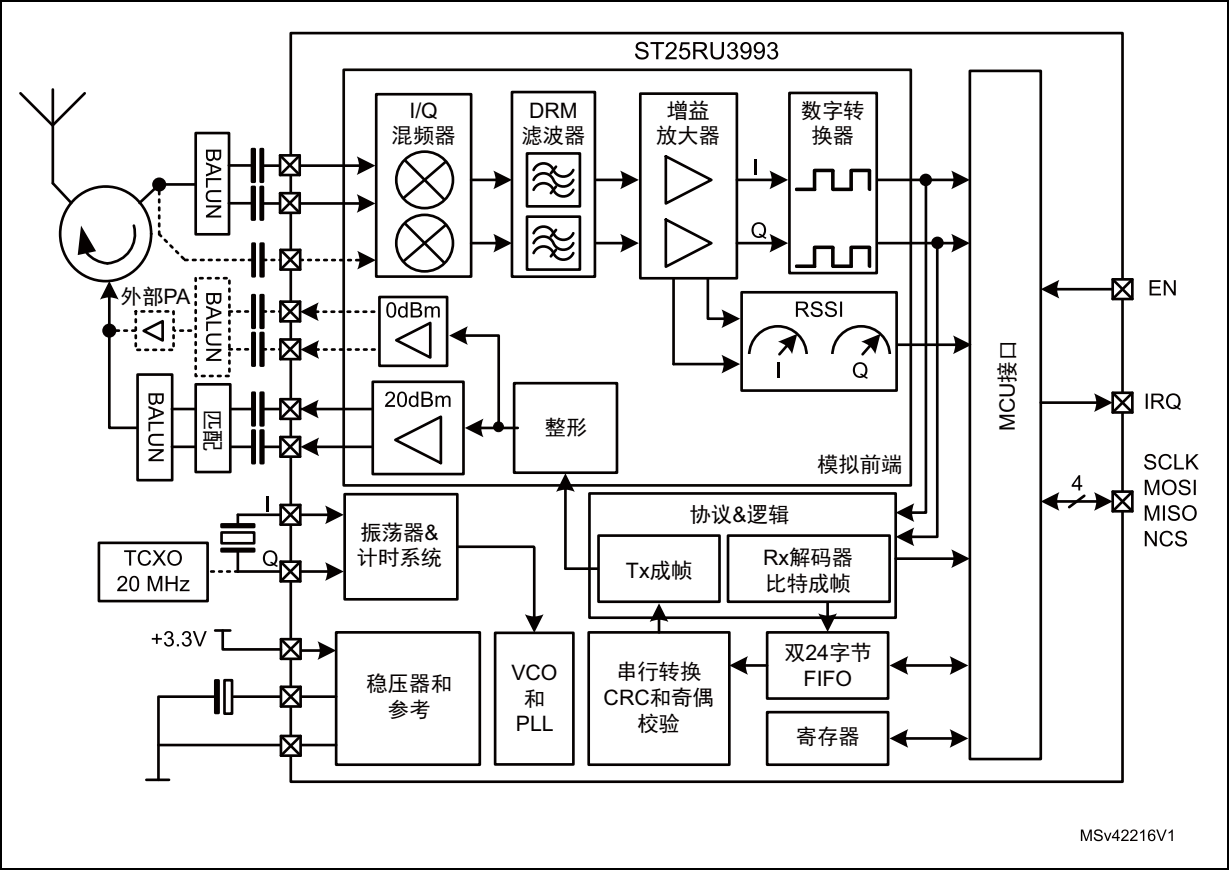 ST25RU3993
I/Q
混频器
DRM
滤波器
增益
放大器
数字转
换器
BALUN
I
Q
外部PA
BALUN
0dBm
RSSI
I
Q
EN
MCU接口
IRQ
BALUN
匹配
20dBm
整形
模拟前端
SCLK
MOSI
MISO
NCS
4
I
Q
TCXO
20 MHz
振荡器&
计时系统
协议&逻辑
Tx成帧
Rx解码器
比特成帧
+3.3V
稳压器和
参考
VCO
和
PLL
串行转换
CRC和奇偶
校验
双24字节
FIFO
寄存器
MSv42216V1